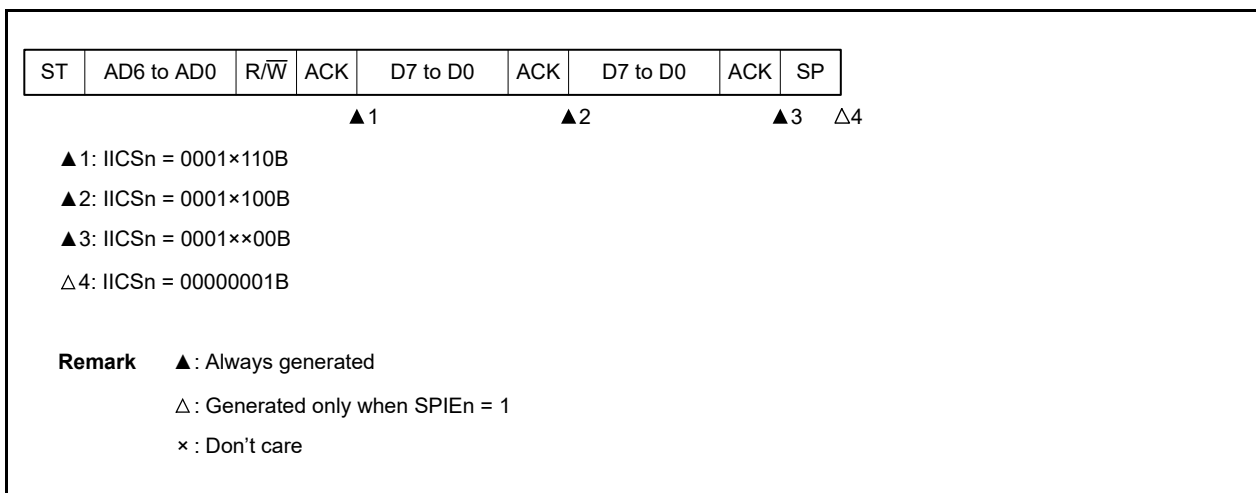 ST AD6 to AD0 R/W̅ ACK D7 to D0 ACK D7 to D0 ACK SP
▲1 ▲2 ▲3 △4
▲1: IICSn = 0001×110B
▲2: IICSn = 0001×100B
▲3: IICSn = 0001××00B
△4: IICSn = 00000001B
Remark ▲: Always generated
△: Generated only when SPIEn = 1
×: Don’t care